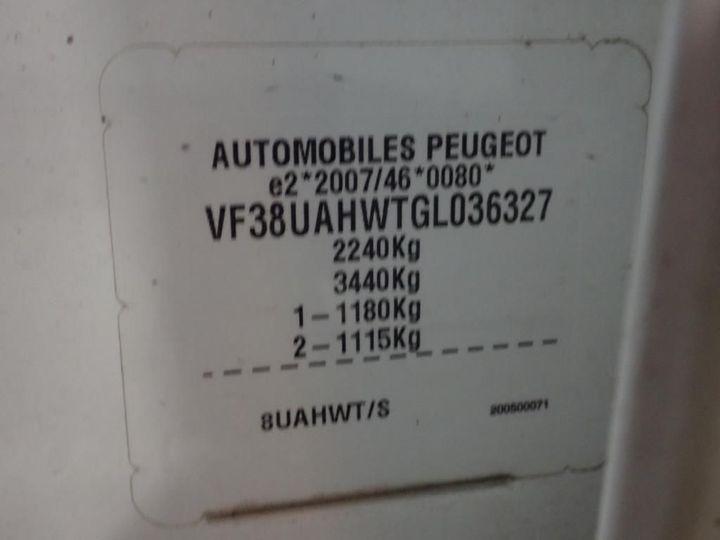 AUTOMOBILES PEUGEOT
e2*2007/46*0080*
VF38UAHWTGL036327
2240Kg
3440Kg
1-1180Kg
2-1115Kg
8UAHWT/S 200500071